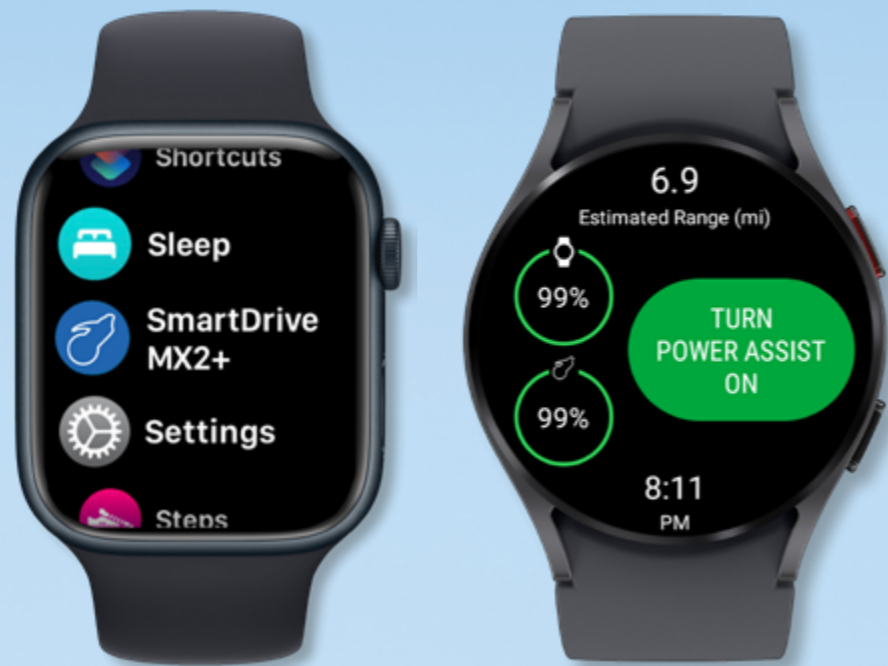 Shortcuts
Sleep
SmartDrive
MX2+
Settings
Steps
6.9
Estimated Range (mi)
99%
TURN
POWER ASSIST
ON
99%
8:11
PM